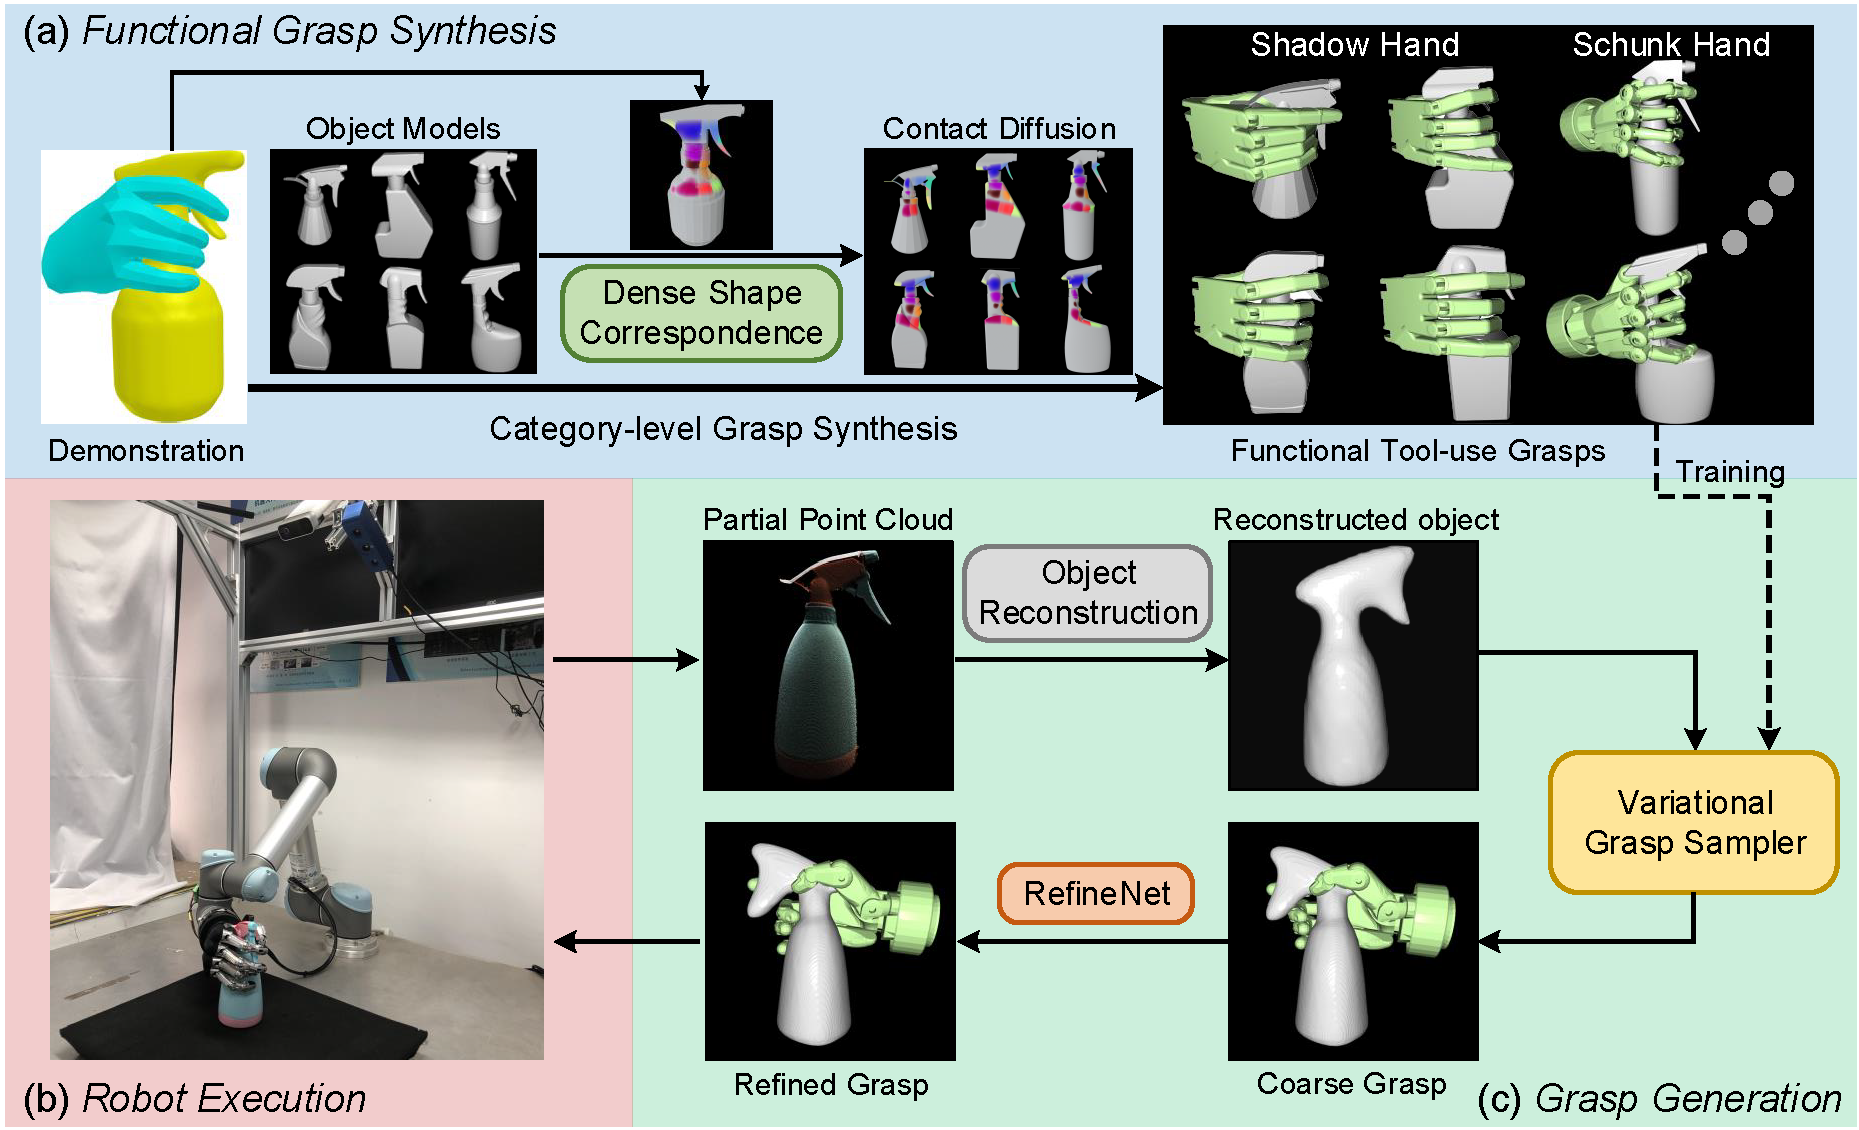 (a) Functional Grasp Synthesis
Shadow Hand
Schunk Hand
Object Models
Contact Diffusion
Dense Shape
Correspondence
Category-level Grasp Synthesis
Demonstration
Functional Tool-use Grasps
Training
Partial Point Cloud
Object
Reconstruction
Reconstructed object
Variational
Grasp Sampler
RefineNet
Refined Grasp
Coarse Grasp
(b) Robot Execution
(c) Grasp Generation